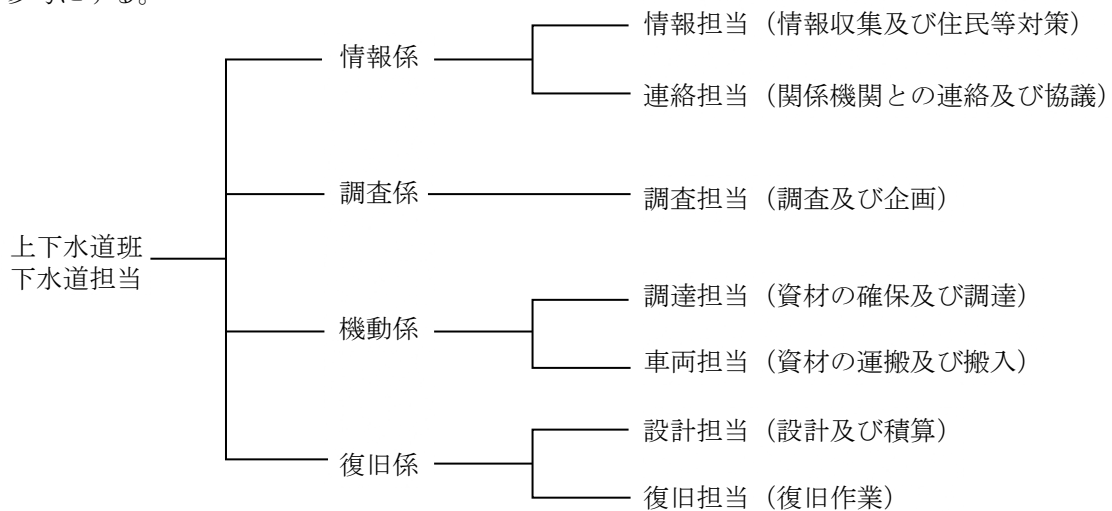 参考にする。
情報担当（情報収集及び住民等対策）
情報係
連絡担当（関係機関との連絡及び協議）
調査係
調査担当（調査及び企画）
上下水道班
下水道担当
調達担当（資材の確保及び調達）
機動係
車両担当（資材の運搬及び搬入）
設計担当（設計及び積算）
復旧係
復旧担当（復旧作業）